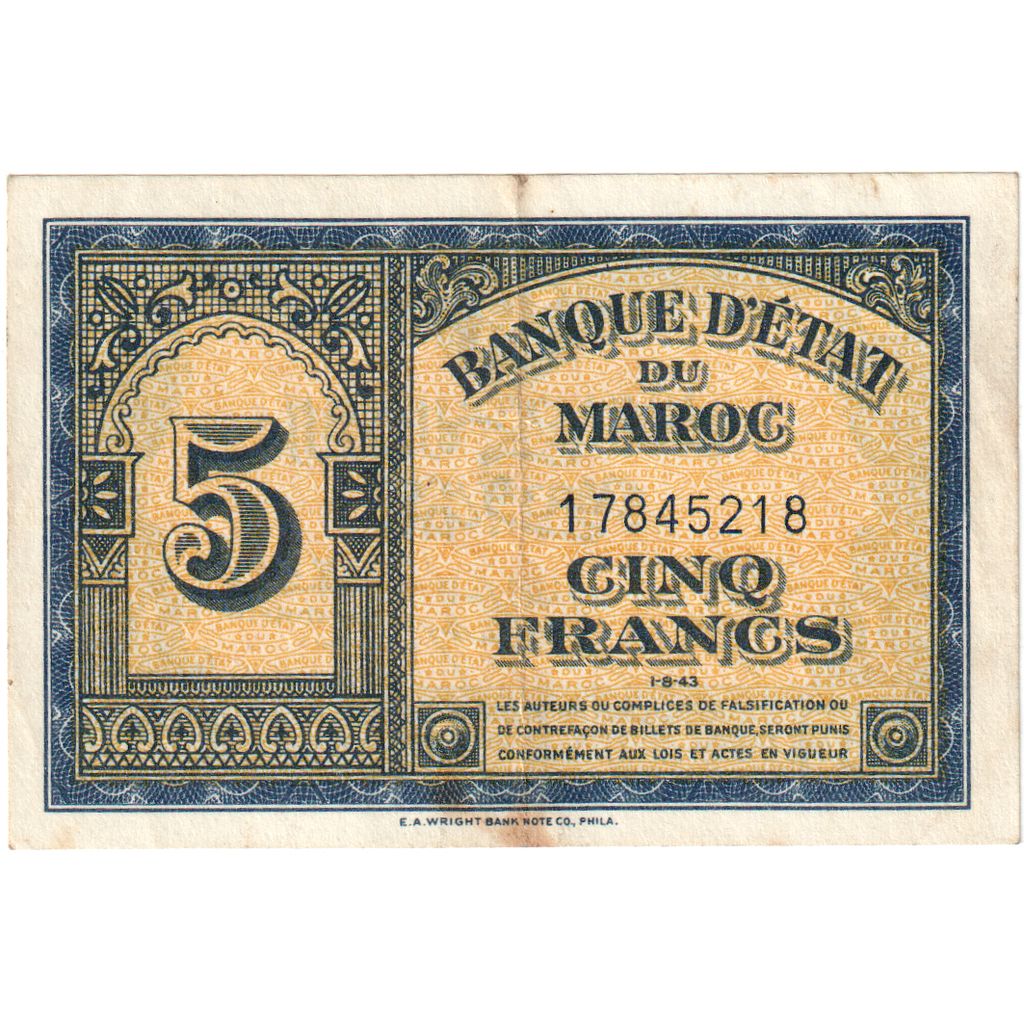 5
BANQUE D'ÉTAT
DU
MAROC
17845218
CINQ
FRANCS
1-8-43
LES AUTEURS OU COMPLICES DE FALSIFICATION OU
DE CONTREFAÇON DE BILLETS DE BANQUE, SERONT PUNIS
CONFORMÉMENT AUX LOIS ET ACTES EN VIGUEUR
E.A.WRIGHT BANK NOTE CO., PHILA.